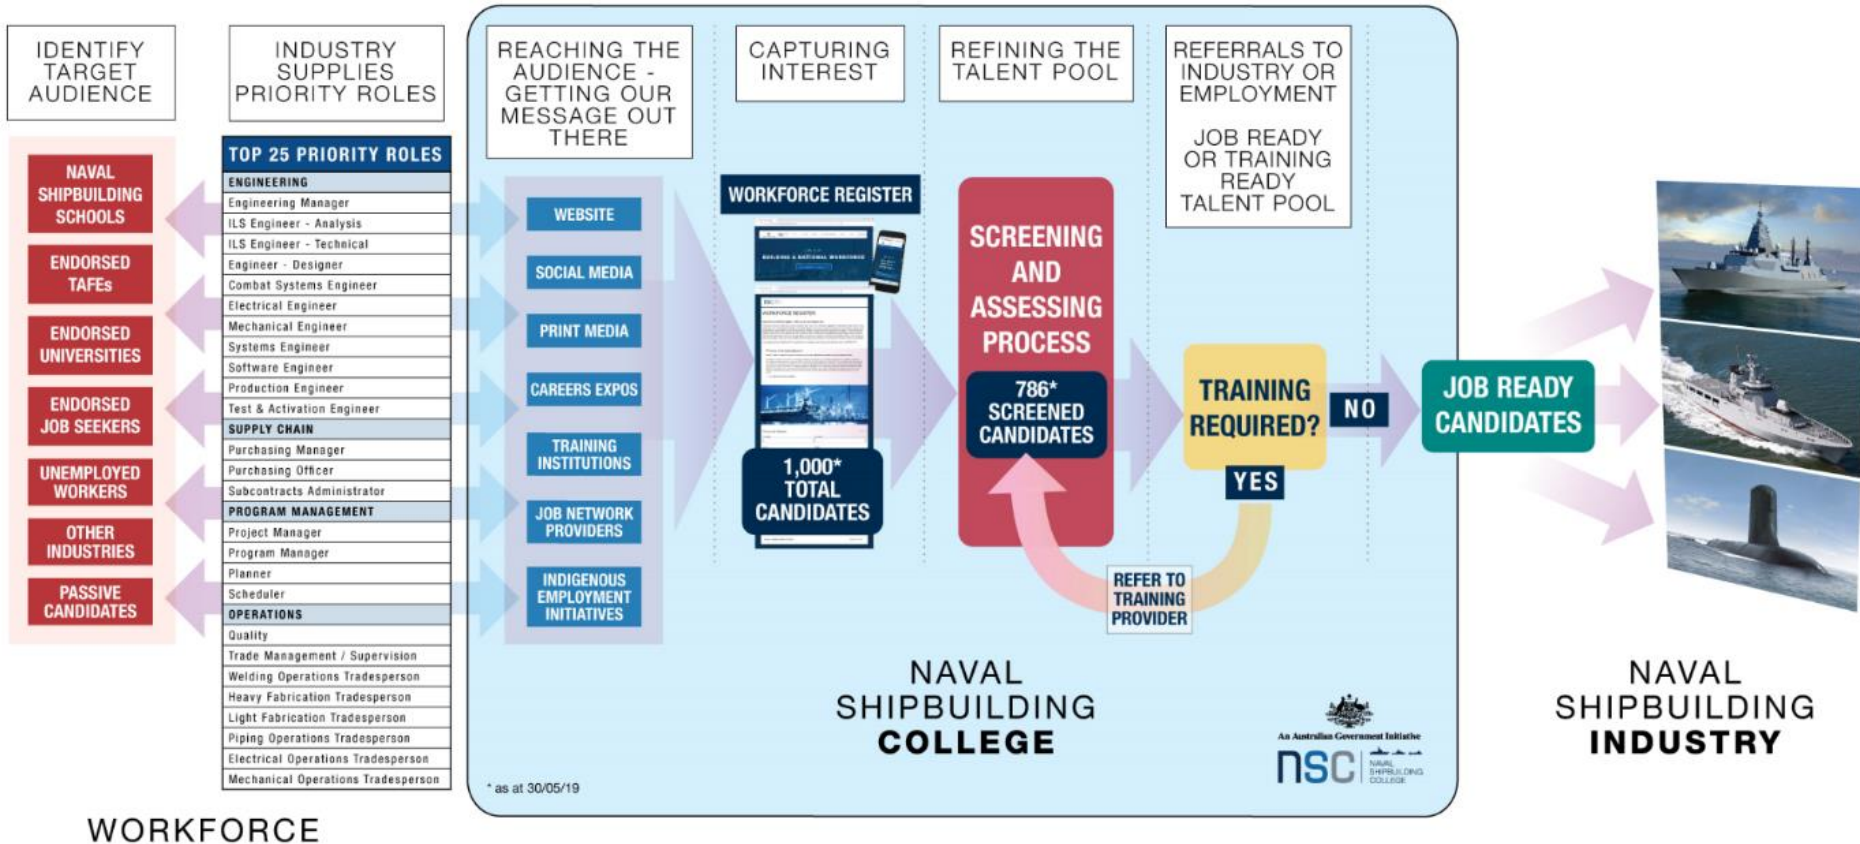 IDENTIFY
TARGET
AUDIENCE
INDUSTRY
SUPPLIES
PRIORITY ROLES
REACHING THE
AUDIENCE -
GETTING OUR
MESSAGE OUT
THERE
CAPTURING
INTEREST
REFINING THE
TALENT POOL
REFERRALS TO
INDUSTRY OR
EMPLOYMENT
JOB READY
OR TRAINING
READY
TALENT POOL
NAVAL
SHIPBUILDING
SCHOOLS
ENDORSED
TAFEs
ENDORSED
UNIVERSITIES
ENDORSED
JOB SEEKERS
UNEMPLOYED
WORKERS
OTHER
INDUSTRIES
PASSIVE
CANDIDATES
TOP 25 PRIORITY ROLES
ENGINEERING
Engineering Manager
ILS Engineer - Analysis
ILS Engineer - Technical
Engineer - Designer
Combat Systems Engineer
Electrical Engineer
Mechanical Engineer
Systems Engineer
Software Engineer
Production Engineer
Test & Activation Engineer
SUPPLY CHAIN
Purchasing Manager
Purchasing Officer
Subcontracts Administrator
PROGRAM MANAGEMENT
Project Manager
Program Manager
Planner
Scheduler
OPERATIONS
Quality
Trade Management / Supervision
Welding Operations Tradesperson
Heavy Fabrication Tradesperson
Light Fabrication Tradesperson
Piping Operations Tradesperson
Electrical Operations Tradesperson
Mechanical Operations Tradesperson
WEBSITE
SOCIAL MEDIA
PRINT MEDIA
CAREERS EXPOS
TRAINING
INSTITUTIONS
JOB NETWORK
PROVIDERS
INDIGENOUS
EMPLOYMENT
INITIATIVES
WORKFORCE REGISTER
BUILDING A NATIONAL WORKFORCE
WORKFORCE REGISTER
1,000*
TOTAL
CANDIDATES
SCREENING
AND
ASSESSING
PROCESS
786*
SCREENED
CANDIDATES
TRAINING
REQUIRED?
NO
YES
REFER TO
TRAINING
PROVIDER
JOB READY
CANDIDATES
NAVAL
SHIPBUILDING
COLLEGE
An Australian Government Initiative
nsc
NAVAL
SHIPBUILDING
COLLEGE
* as at 30/05/19
NAVAL
SHIPBUILDING
INDUSTRY
WORKFORCE